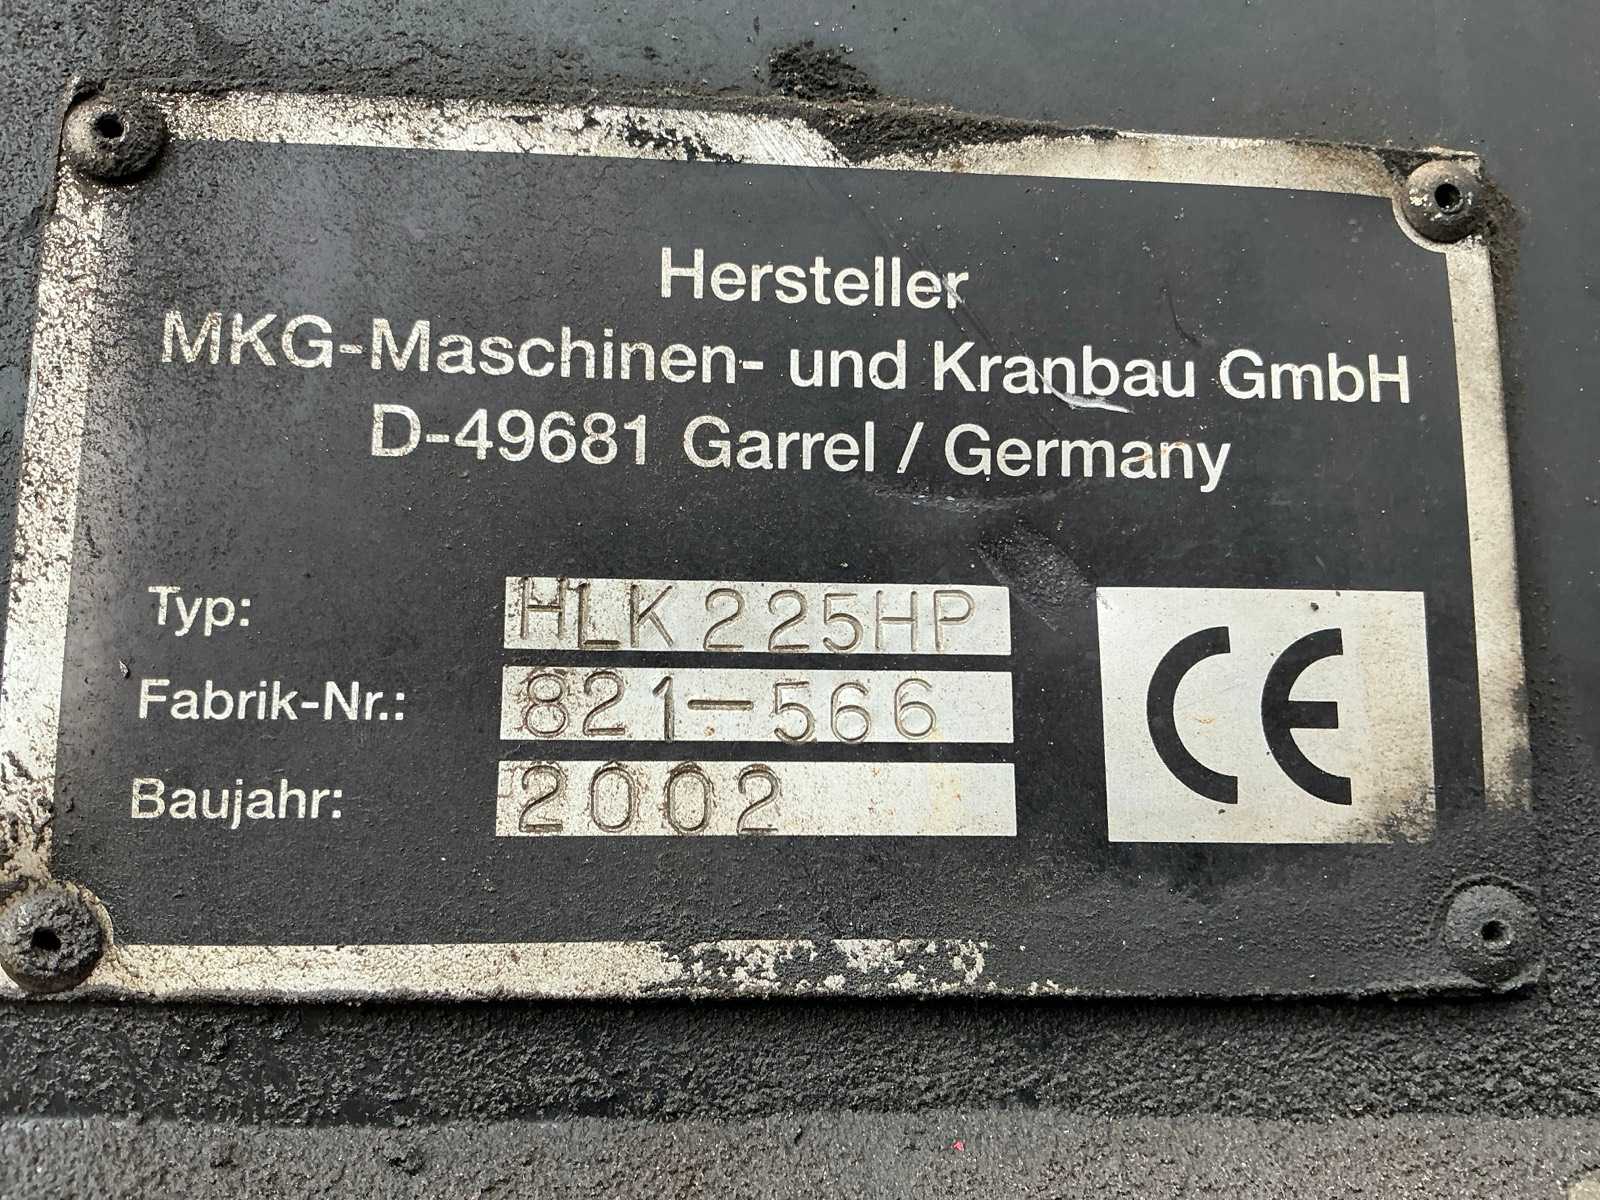 Hersteller
MKG-Maschinen- und Kranbau GmbH
D-49681 Garrel / Germany
Typ: HLK 225HP
Fabrik-Nr.: 821-566
Baujahr: 2002
CE